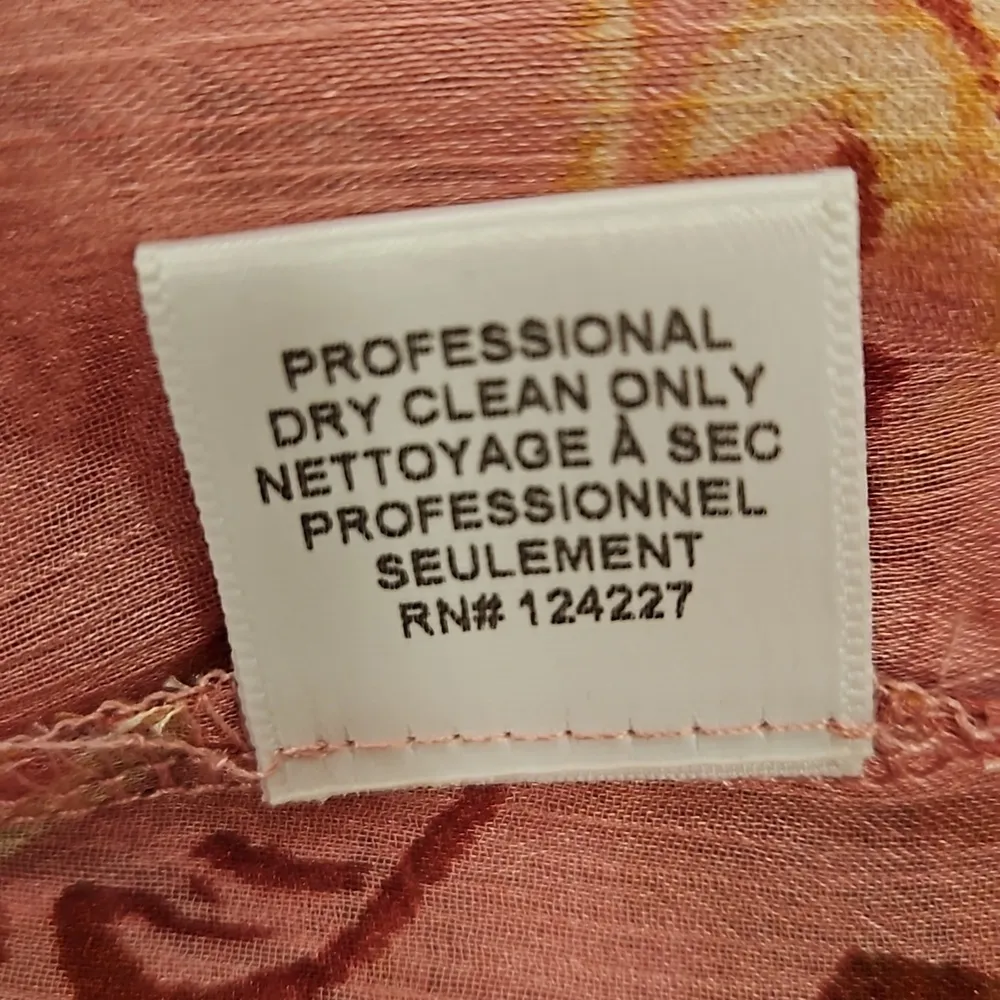 PROFESSIONAL
DRY CLEAN ONLY
NETTOYAGE À SEC
PROFESSIONNEL
SEULEMENT
RN# 124227